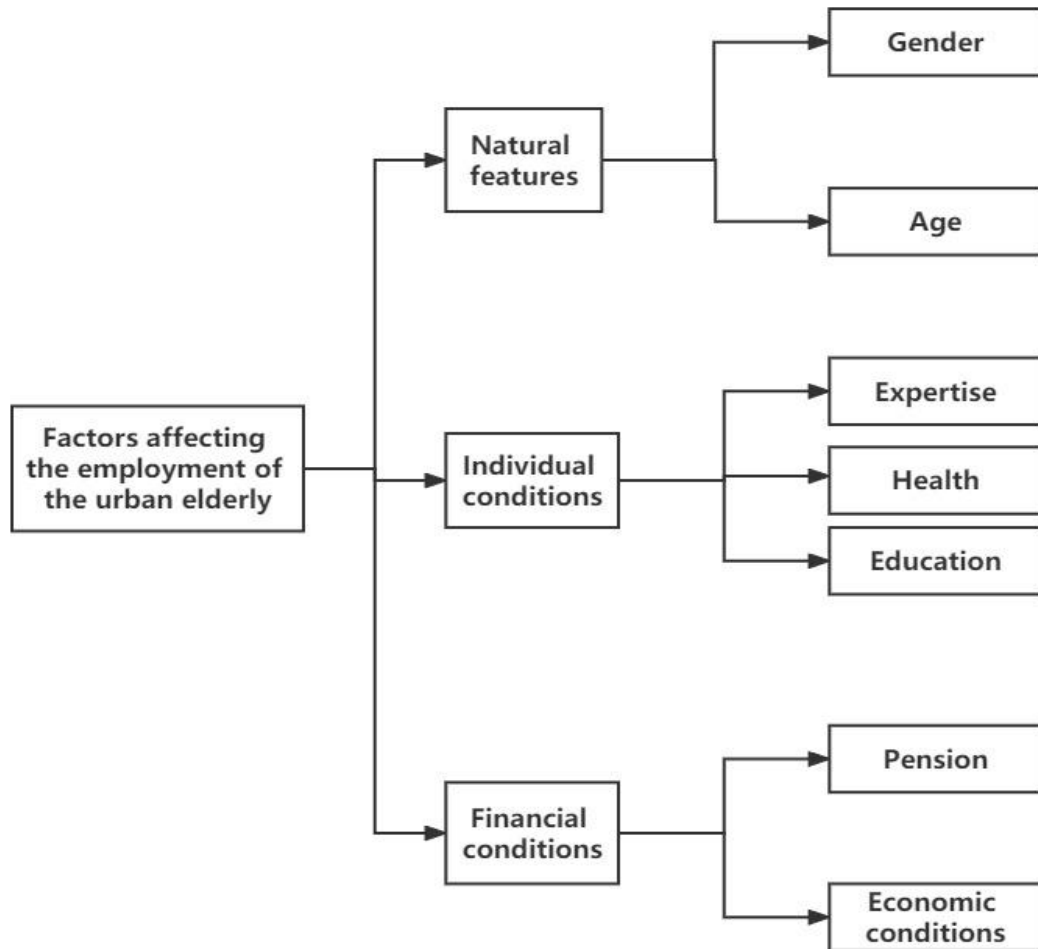 Gender
Natural
features
Age
Expertise
Factors affecting
the employment of
the urban elderly
Individual
conditions
Health
Education
Pension
Financial
conditions
Economic
conditions